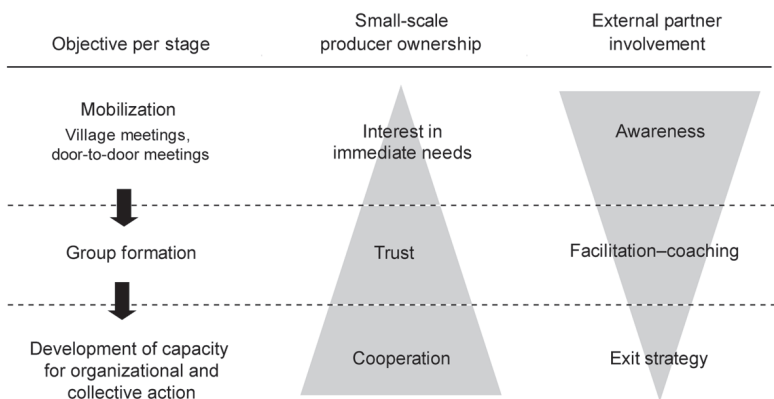 Objective per stage
Small-scale
producer ownership
External partner
involvement
Mobilization
Village meetings,
door-to-door meetings
Interest in
immediate needs
Awareness
Group formation
Trust
Facilitation–coaching
Development of capacity
for organizational and
collective action
Cooperation
Exit strategy